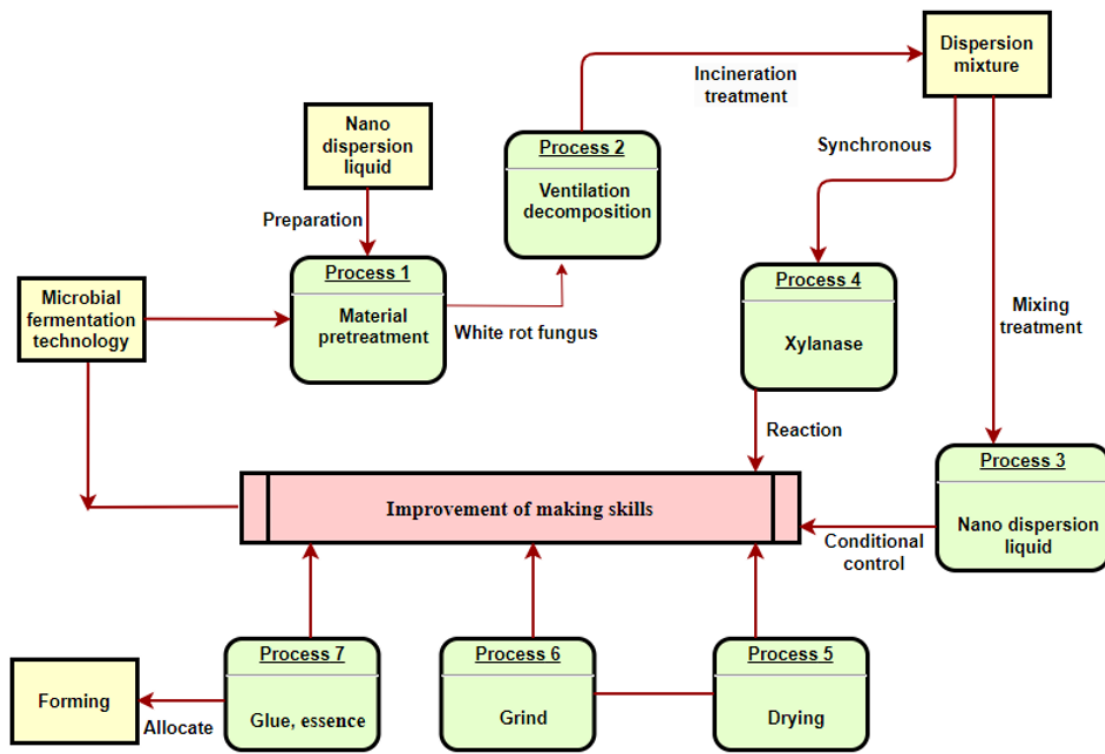 Dispersion
mixture
Incineration
treatment
Nano
dispersion
liquid
Process 2
Ventilation
decomposition
Synchronous
Preparation
Process 1
Material
pretreatment
Process 4
Xylanase
Microbial
fermentation
technology
White rot fungus
Mixing
treatment
Reaction
Process 3
Nano dispersion
liquid
Improvement of making skills
Conditional
control
Process 7
Glue, essence
Process 6
Grind
Process 5
Drying
Forming
Allocate